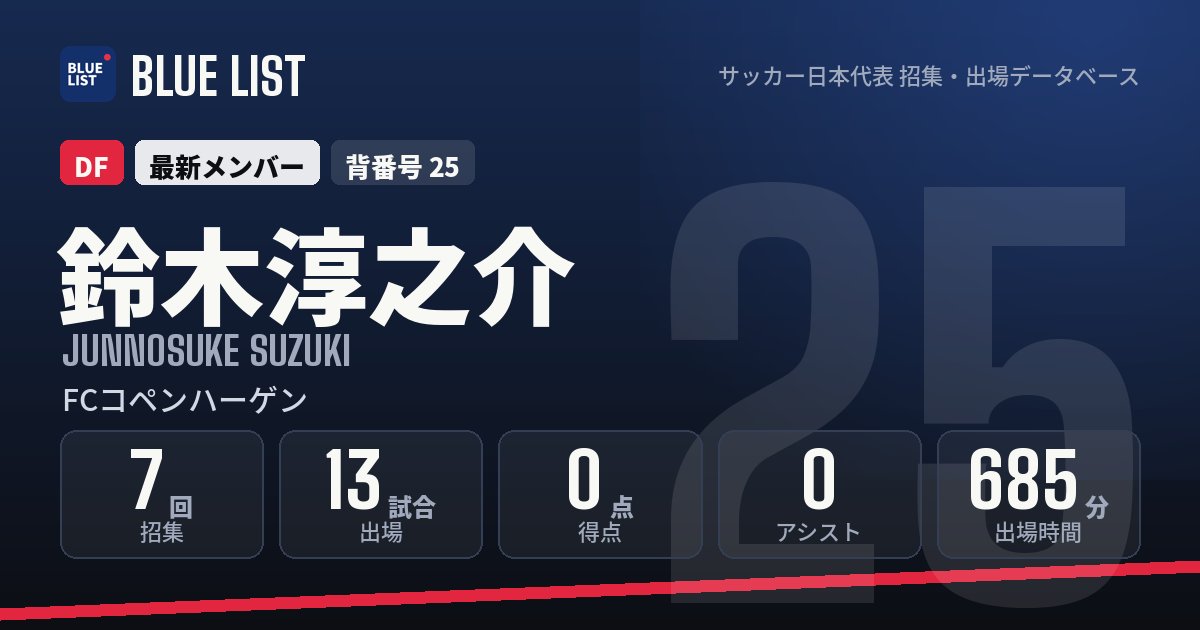 BLUE LIST
BLUE LIST
サッカー日本代表 招集・出場データベース
DF
最新メンバー
背番号 25
25
鈴木淳之介
JUNNOSUKE SUZUKI
FCコペンハーゲン
7回
招集
13試合
出場
0点
得点
0
アシスト
685分
出場時間